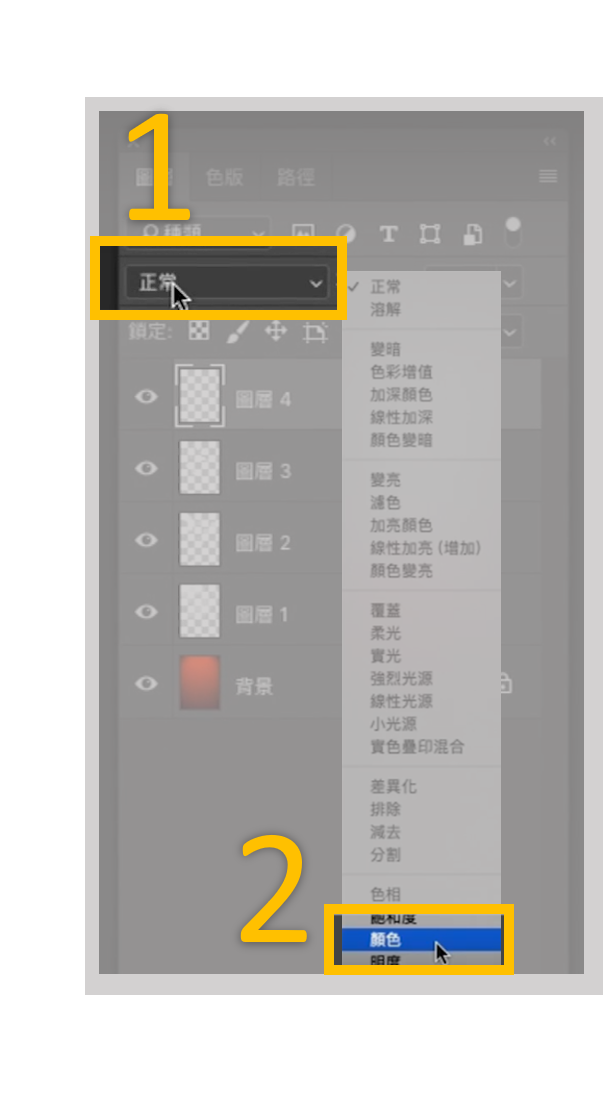 1
圖層 色版 路徑
種類
正常
鎖定:
圖層 4
圖層 3
圖層 2
圖層 1
背景
正常
溶解
變暗
色彩增值
加深顏色
線性加深
顏色變暗
變亮
濾色
加亮顏色
線性加亮 (增加)
顏色變亮
覆蓋
柔光
實光
強烈光源
線性光源
小光源
實色疊印混合
差異化
排除
減去
分割
色相
2
飽和度
顏色
明度